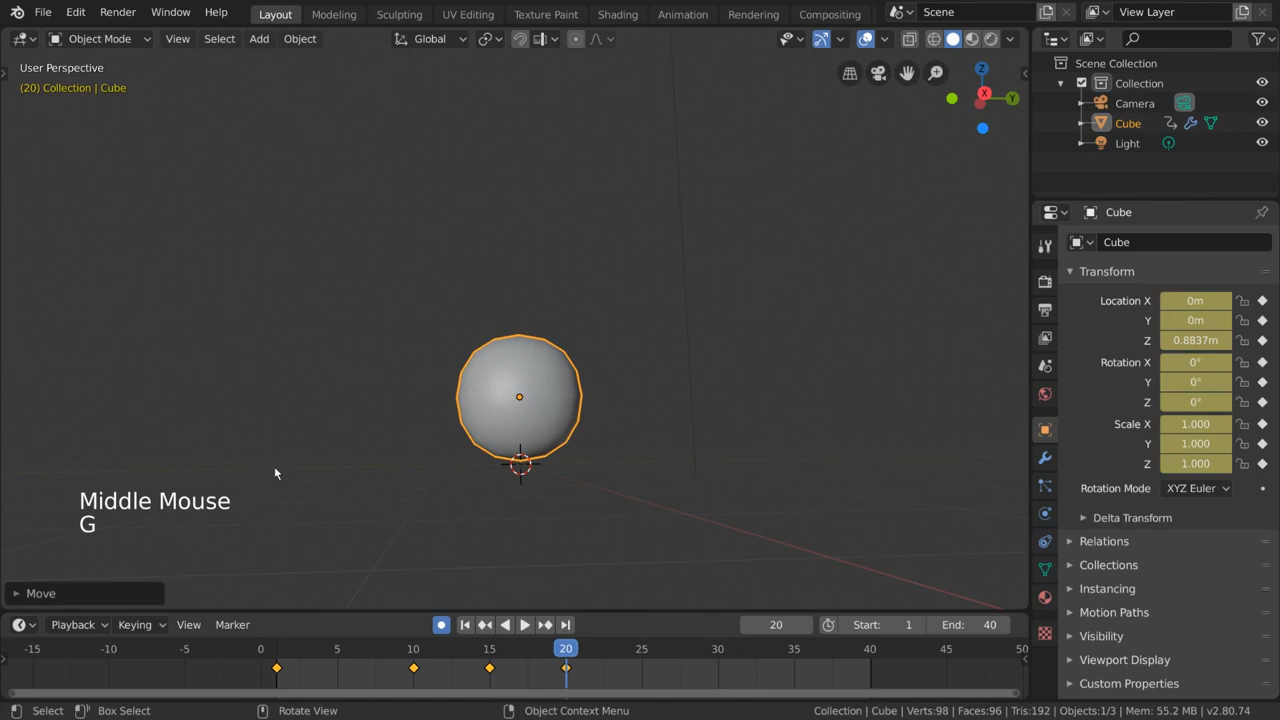 File Edit Render Window Help Layout Modeling Sculpting UV Editing Texture Paint Shading Animation Rendering Compositing Scene View Layer
Object Mode View Select Add Object Global
User Perspective
(20) Collection | Cube
Z
X
Y
Scene Collection
Collection
Camera
Cube
Light
Cube
Cube
Transform
Location X 0m
Y 0m
Z 0.8837m
Rotation X 0°
Y 0°
Z 0°
Scale X 1.000
Y 1.000
Z 1.000
Rotation Mode XYZ Euler
Delta Transform
Relations
Collections
Instancing
Motion Paths
Visibility
Viewport Display
Custom Properties
Middle Mouse
G
Move
Playback Keying View Marker 20 Start: 1 End: 40
-15 -10 -5 0 5 10 15 20 25 30 35 40 45 50
Select Box Select Rotate View Object Context Menu Collection | Cube | Verts:98 | Faces:96 | Tris:192 | Objects:1/3 | Mem: 55.2 MB | v2.80.74